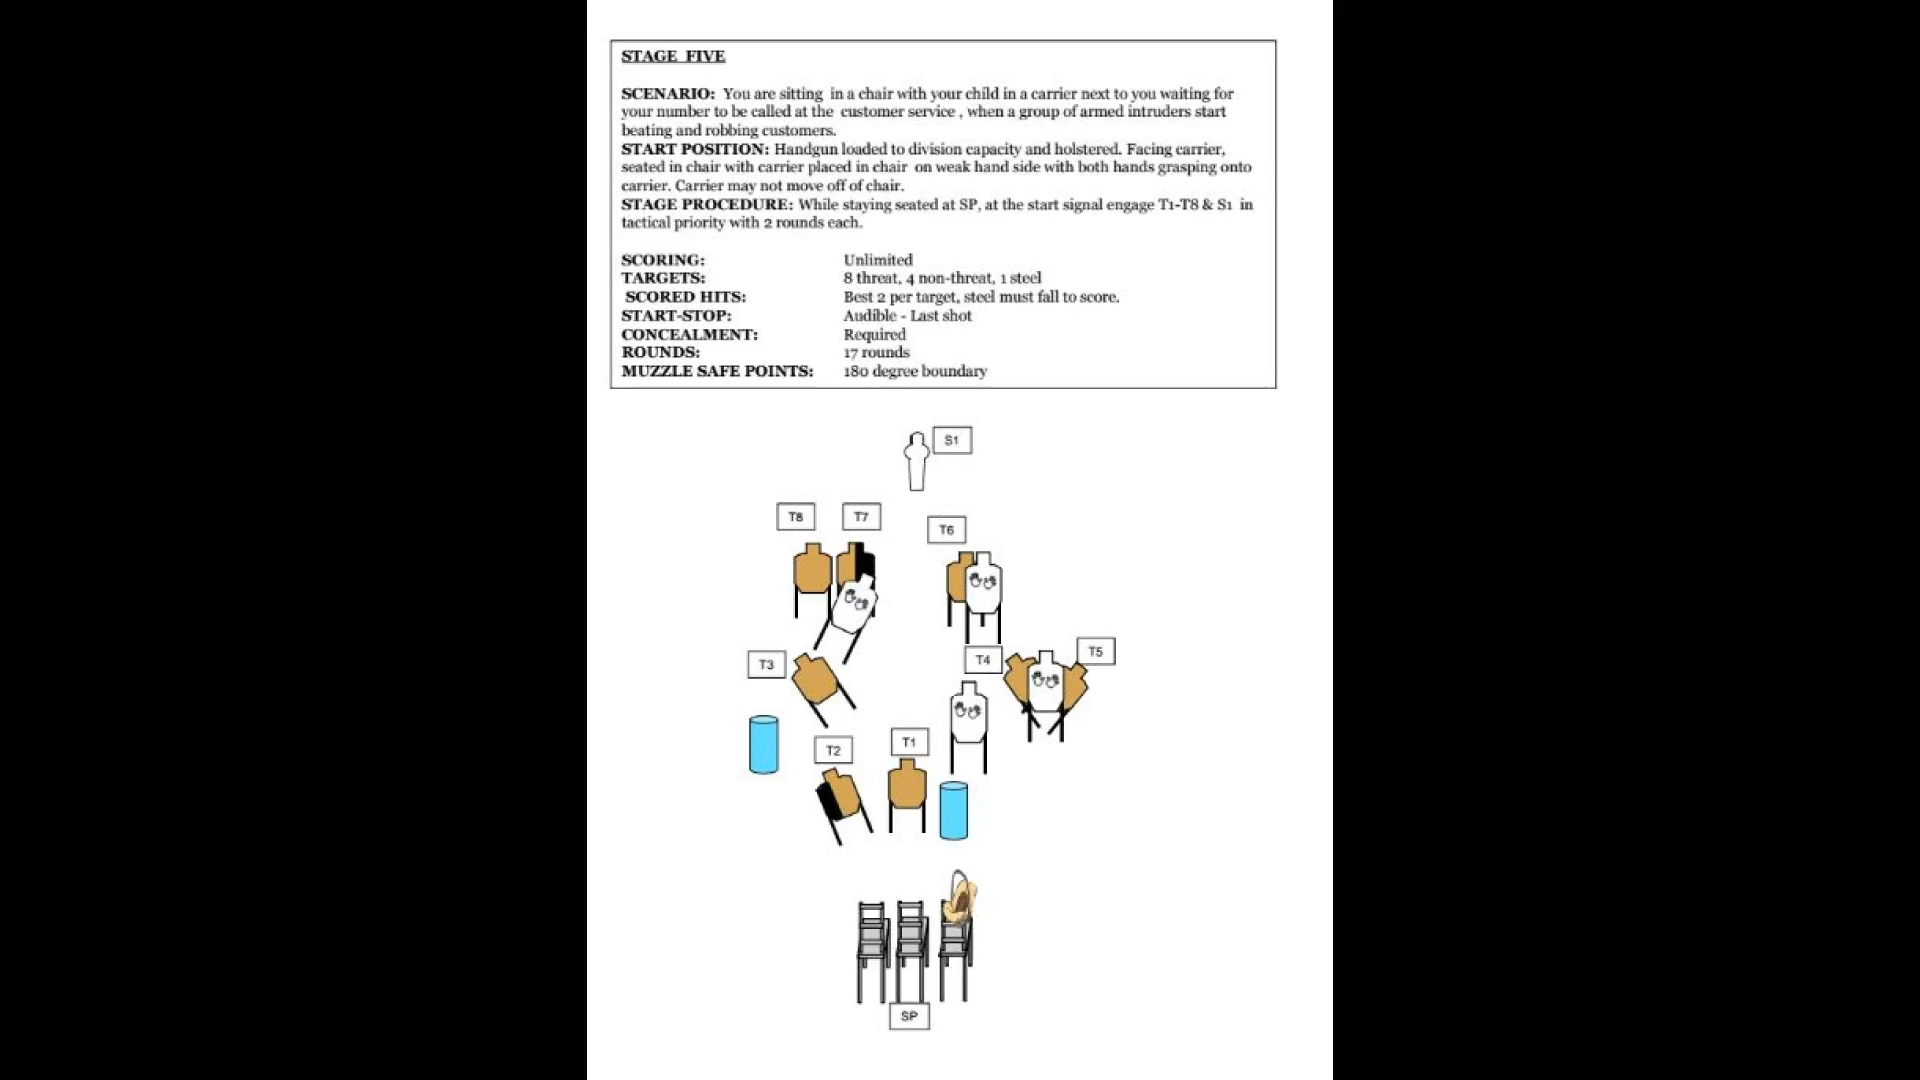 STAGE FIVE
SCENARIO: You are sitting in a chair with your child in a carrier next to you waiting for
your number to be called at the customer service , when a group of armed intruders start
beating and robbing customers.
START POSITION: Handgun loaded to division capacity and holstered. Facing carrier,
seated in chair with carrier placed in chair on weak hand side with both hands grasping onto
carrier. Carrier may not move off of chair.
STAGE PROCEDURE: While staying seated at SP, at the start signal engage T1-T8 & S1 in
tactical priority with 2 rounds each.
SCORING: Unlimited
TARGETS: 8 threat, 4 non-threat, 1 steel
SCORED HITS: Best 2 per target, steel must fall to score.
START-STOP: Audible - Last shot
CONCEALMENT: Required
ROUNDS: 17 rounds
MUZZLE SAFE POINTS: 180 degree boundary
S1
T8
T7
T6
T3
T4
T5
T2
T1
SP